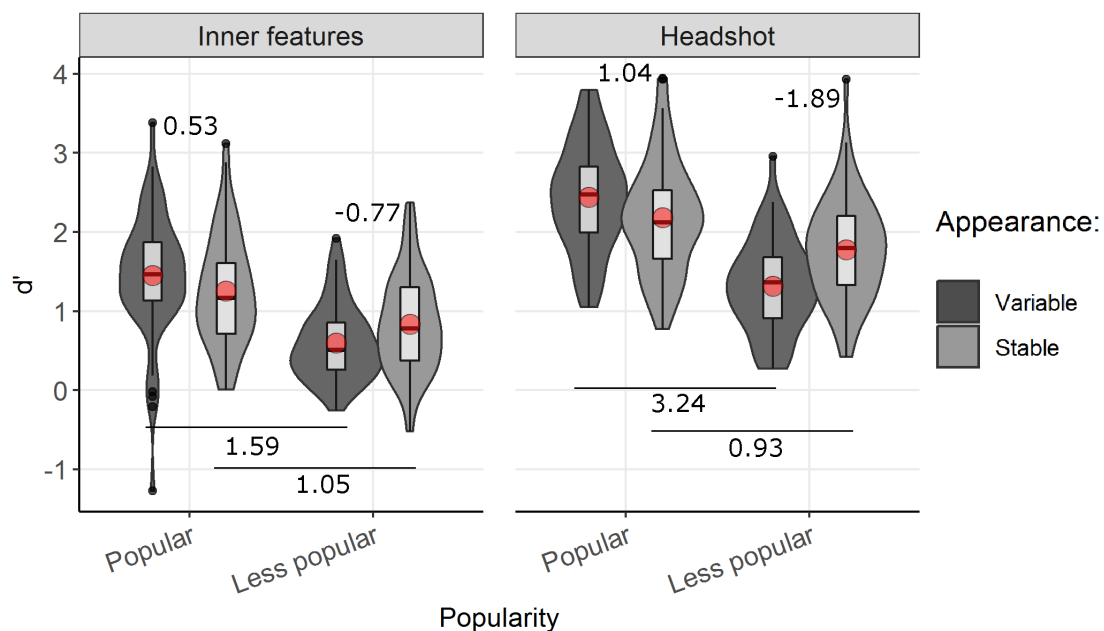 Inner features
Headshot
4
3
2
1
0
-1
d'
0.53
-0.77
1.59
1.05
1.04
-1.89
3.24
0.93
Popular
Less popular
Popular
Less popular
Popularity
Appearance:
Variable
Stable